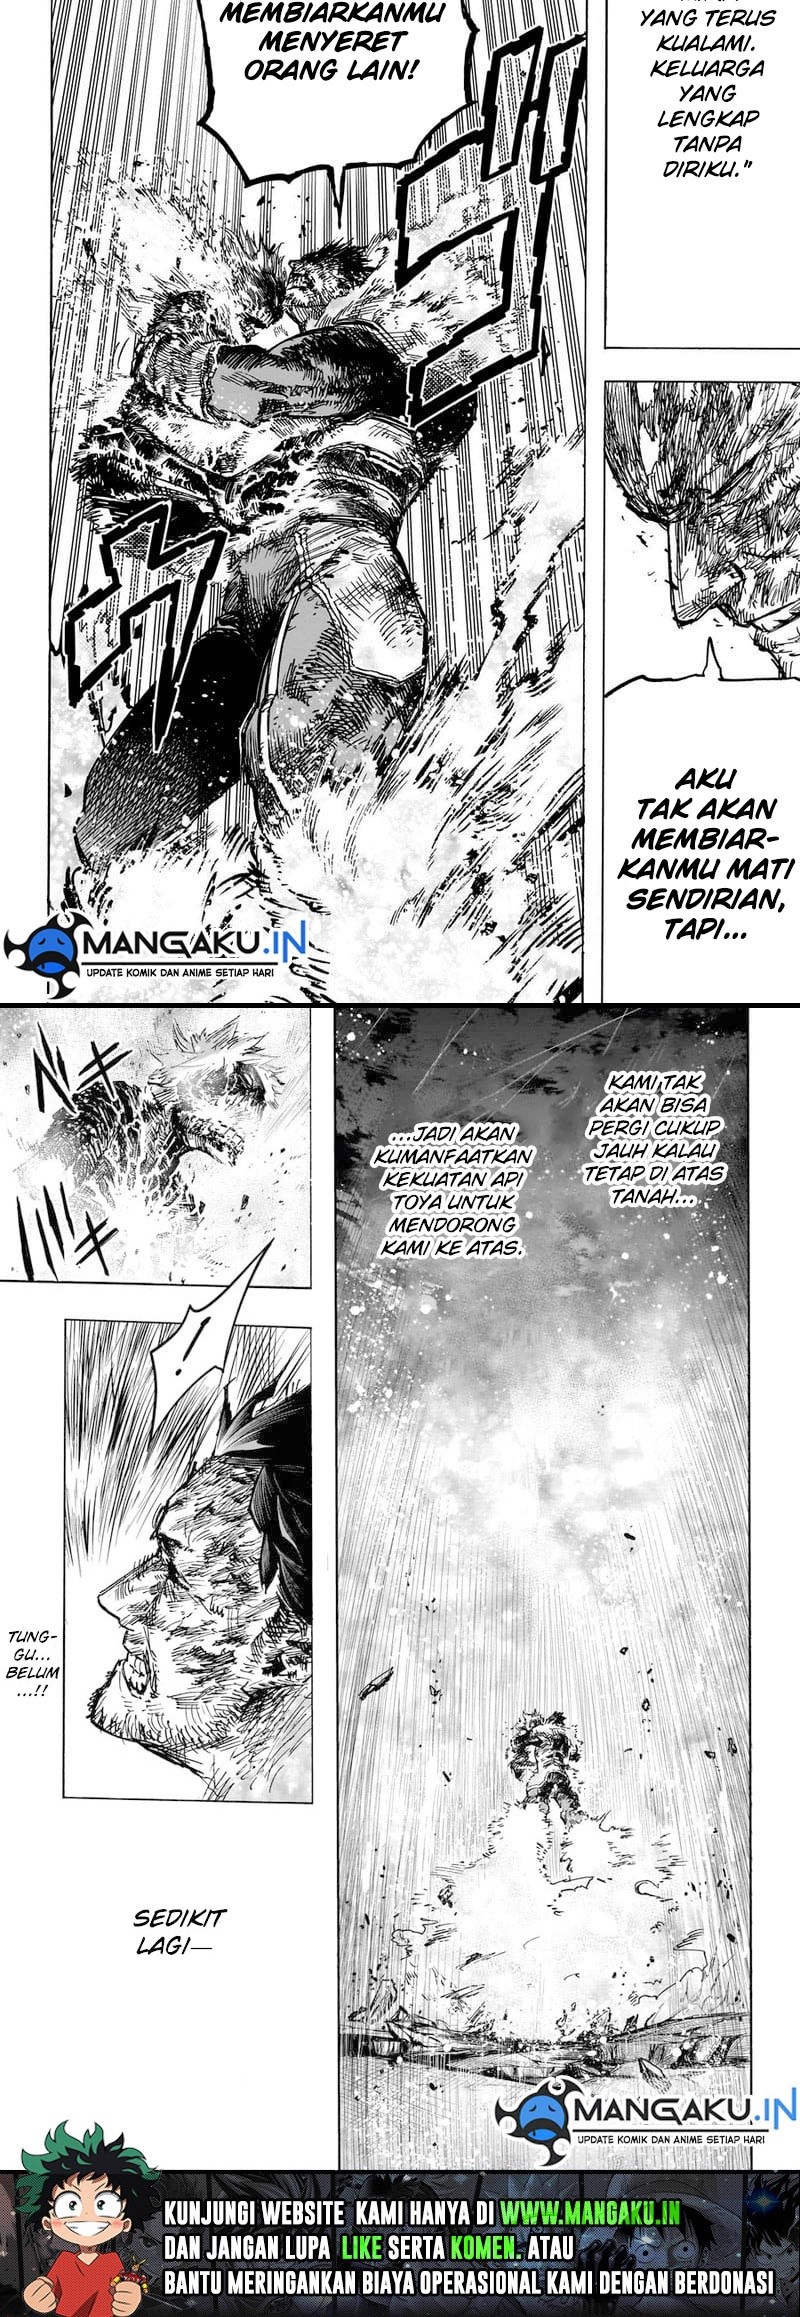 YANG TERUS
KUALAMI.
KELUARGA
YANG
LENGKAP
TANPA
DIRIKU."
AKU
TAK AKAN
MEMBIAR-
KANMU MATI
SENDIRIAN,
TAPI...
MEMBIARKANMU
MENYERET
ORANG LAIN!
MANGAKU.IN
UPDATE KOMIK DAN ANIME SETIAP HARI
KAMI TAK
AKAN BISA
PERGI CUKUP
JAUH KALAU
TETAP DI ATAS
TANAH...
...JADI AKAN
KUMANFAATKAN
KEKUATAN API
TOYA UNTUK
MENDORONG
KAMI KE ATAS.
!
TUNG-
GU...
BELUM
...!!
SEDIKIT
LAGI—
MANGAKU.IN
UPDATE KOMIK DAN ANIME SETIAP HARI
KUNJUNGI WEBSITE KAMI HANYA DI WWW.MANGAKU.IN
DAN JANGAN LUPA LIKE SERTA KOMEN. ATAU
BANTU MERINGANKAN BIAYA OPERASIONAL KAMI DENGAN BERDONASI